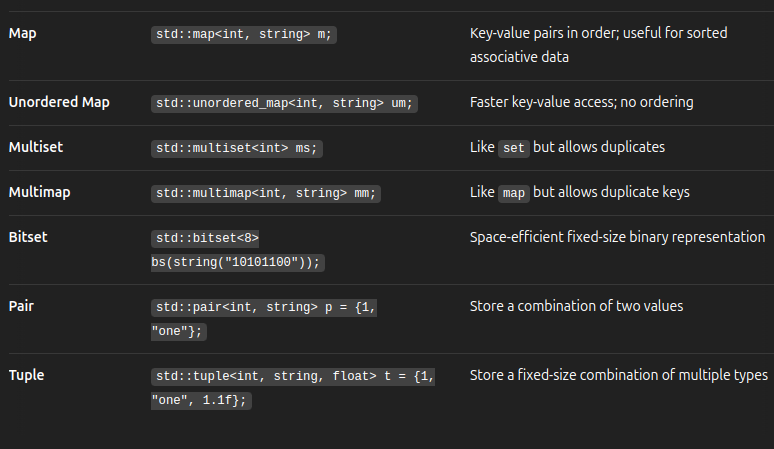 Map std::map<int, string> m; Key-value pairs in order; useful for sorted
associative data
Unordered Map std::unordered_map<int, string> um; Faster key-value access; no ordering
Multiset std::multiset<int> ms; Like set but allows duplicates
Multimap std::multimap<int, string> mm; Like map but allows duplicate keys
Bitset std::bitset<8> Space-efficient fixed-size binary representation
bs(string("10101100"));
Pair std::pair<int, string> p = {1, Store a combination of two values
"one"};
Tuple std::tuple<int, string, float> t = {1, Store a fixed-size combination of multiple types
"one", 1.1f};